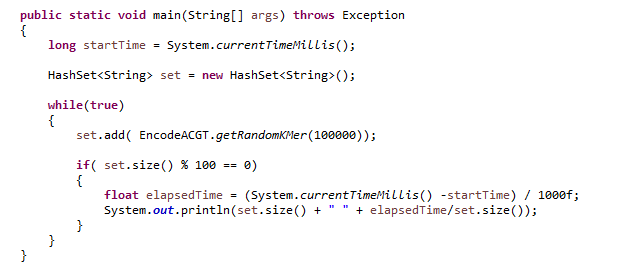 public static void main(String[] args) throws Exception
{
long startTime = System.currentTimeMillis();
HashSet<String> set = new HashSet<String>();
while(true)
{
set.add( EncodeACGT.getRandomKMer(100000));
if( set.size() % 100 == 0)
{
float elapsedTime = (System.currentTimeMillis() -startTime) / 1000f;
System.out.println(set.size() + " " + elapsedTime/set.size());
}
}
}